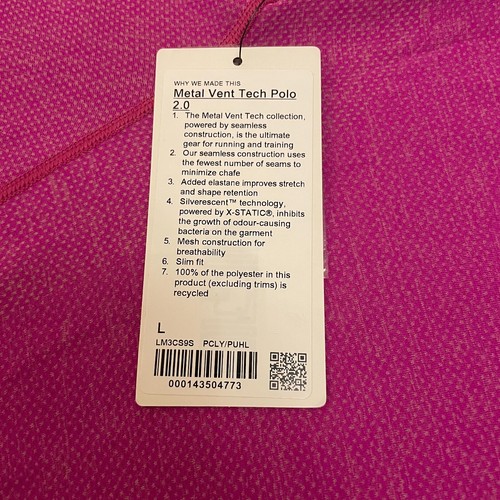 WHY WE MADE THIS
Metal Vent Tech Polo
2.0
1. The Metal Vent Tech collection,
powered by seamless
construction, is the ultimate
gear for running and training
2. Our seamless construction uses
the fewest number of seams to
minimize chafe
3. Added elastane improves stretch
and shape retention
4. Silverescent™ technology,
powered by X-STATIC®, inhibits
the growth of odour-causing
bacteria on the garment
5. Mesh construction for
breathability
6. Slim fit
7. 100% of the polyester in this
product (excluding trims) is
recycled
L
LM3CS9S PCLY/PUHL
000143504773